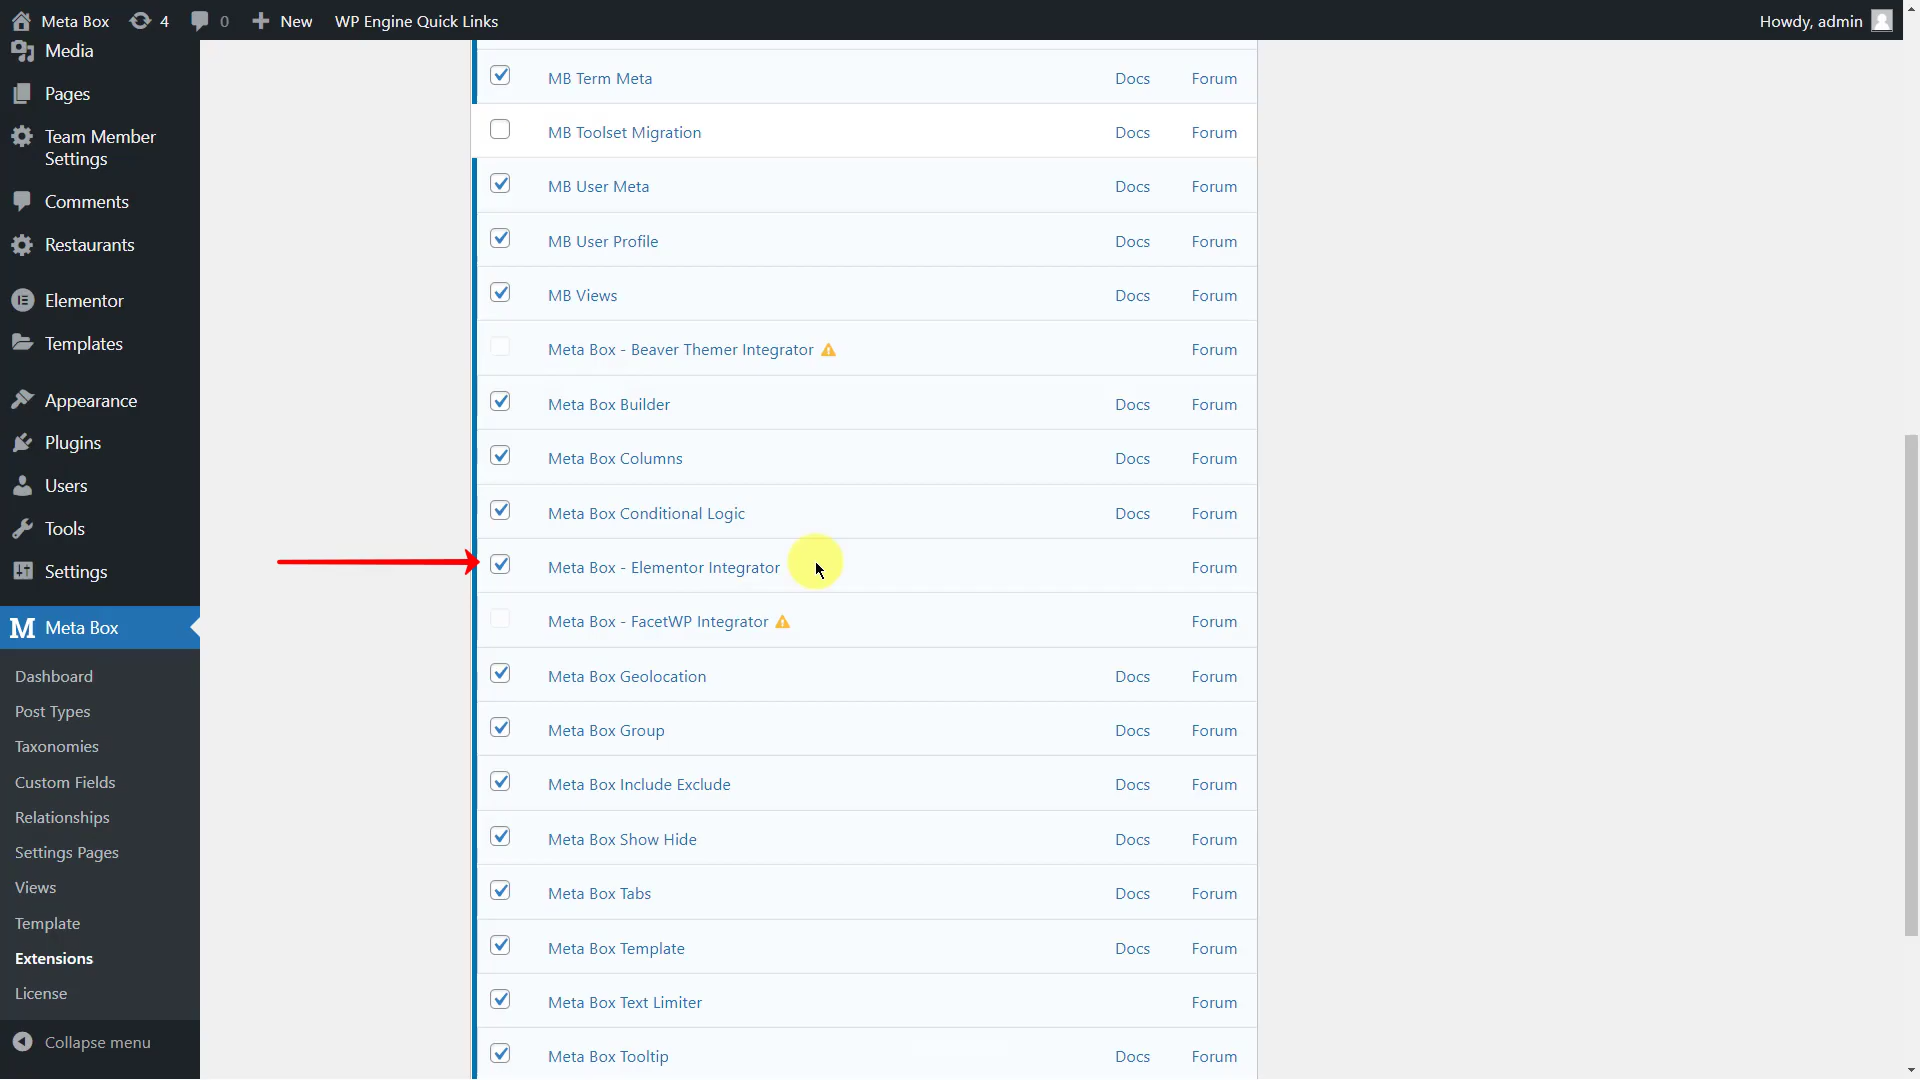 Meta Box 4 0 New WP Engine Quick Links Howdy, admin
Media
Pages
Team Member
Settings
Comments
Restaurants
Elementor
Templates
Appearance
Plugins
Users
Tools
Settings
Meta Box
Dashboard
Post Types
Taxonomies
Custom Fields
Relationships
Settings Pages
Views
Template
Extensions
License
Collapse menu
MB Term Meta Docs Forum
MB Toolset Migration Docs Forum
MB User Meta Docs Forum
MB User Profile Docs Forum
MB Views Docs Forum
Meta Box - Beaver Themer Integrator Forum
Meta Box Builder Docs Forum
Meta Box Columns Docs Forum
Meta Box Conditional Logic Docs Forum
Meta Box - Elementor Integrator Forum
Meta Box - FacetWP Integrator Forum
Meta Box Geolocation Docs Forum
Meta Box Group Docs Forum
Meta Box Include Exclude Docs Forum
Meta Box Show Hide Docs Forum
Meta Box Tabs Docs Forum
Meta Box Template Docs Forum
Meta Box Text Limiter Forum
Meta Box Tooltip Docs Forum